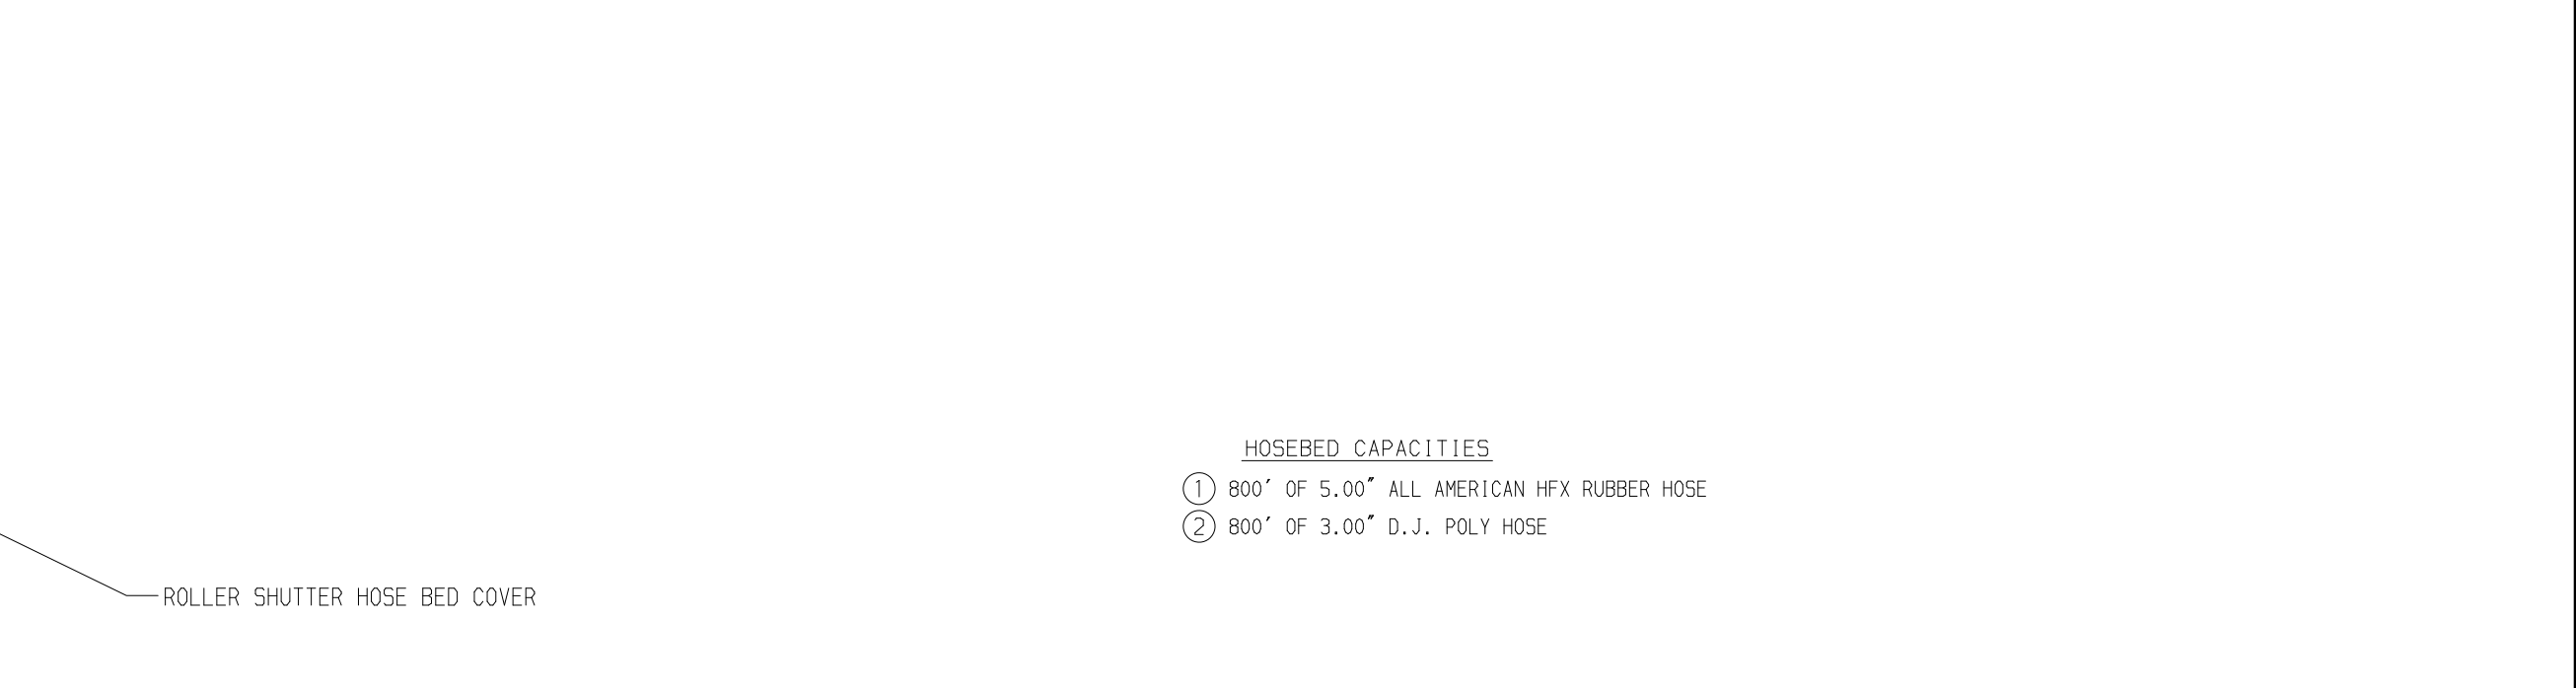 HOSEBED CAPACITIES
1 800' OF 5.00" ALL AMERICAN HFX RUBBER HOSE
2 800' OF 3.00" D.J. POLY HOSE
ROLLER SHUTTER HOSE BED COVER